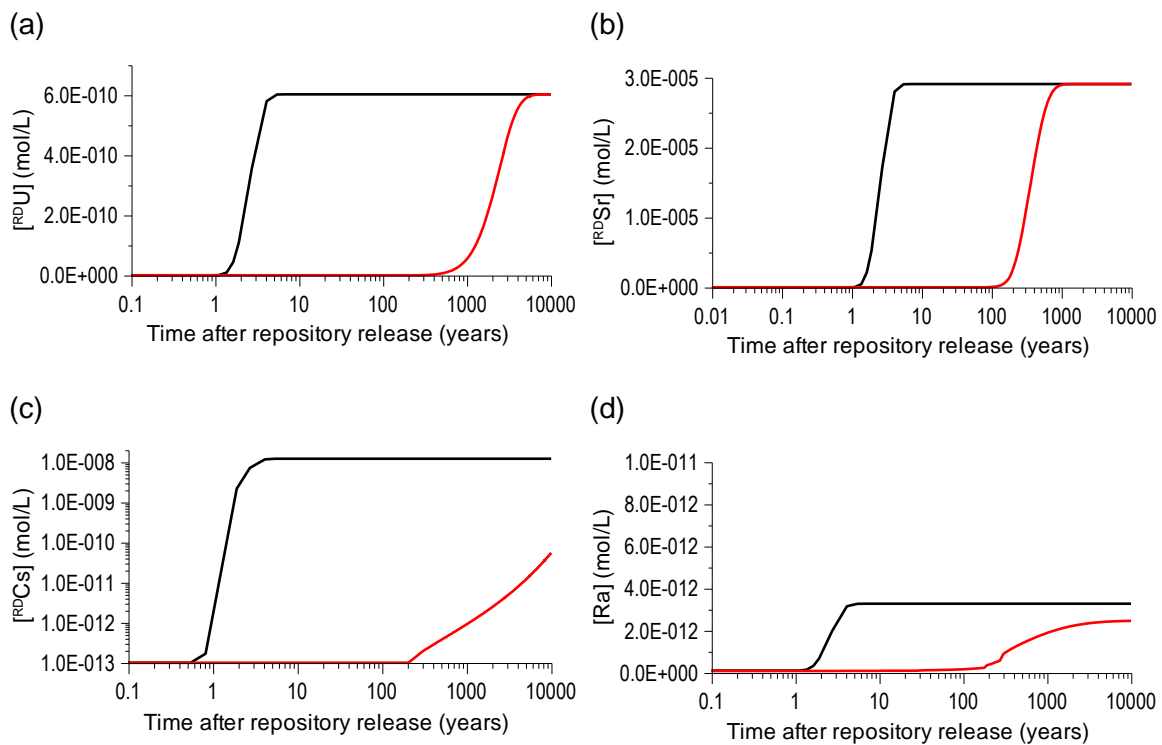 (a)
[ᴿᴰU] (mol/L)
6.0E-010
4.0E-010
2.0E-010
0.0E+000
0.1 1 10 100 1000 10000
Time after repository release (years)
(b)
[ᴿᴰSr] (mol/L)
3.0E-005
2.0E-005
1.0E-005
0.0E+000
0.01 0.1 1 10 100 1000 10000
Time after repository release (years)
(c)
[ᴿᴰCs] (mol/L)
1.0E-008
1.0E-009
1.0E-010
1.0E-011
1.0E-012
1.0E-013
0.1 1 10 100 1000 10000
Time after repository release (years)
(d)
[Ra] (mol/L)
1.0E-011
8.0E-012
6.0E-012
4.0E-012
2.0E-012
0.0E+000
0.1 1 10 100 1000 10000
Time after repository release (years)